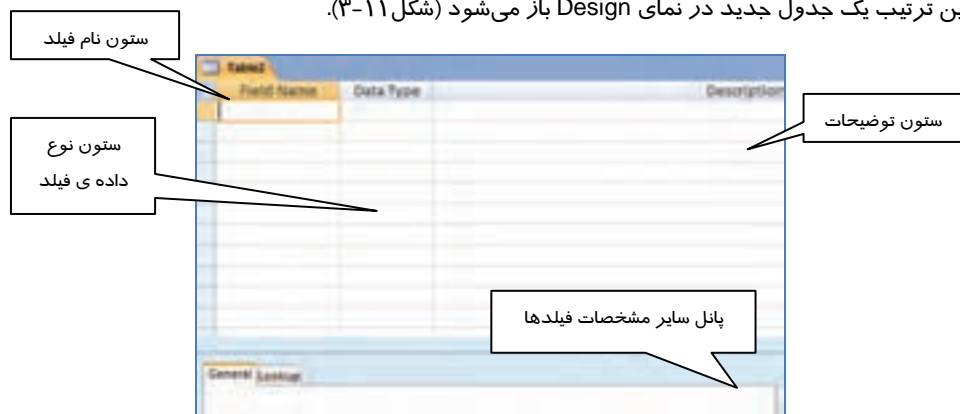 ین ترتیب یک جدول جدید در نمای Design باز می‌شود (شکل۱۱-۳).
ستون نام فیلد
Table2
Field Name Data Type Description
ستون توضیحات
ستون نوع
داده ی فیلد
پانل سایر مشخصات فیلدها
General Lookup